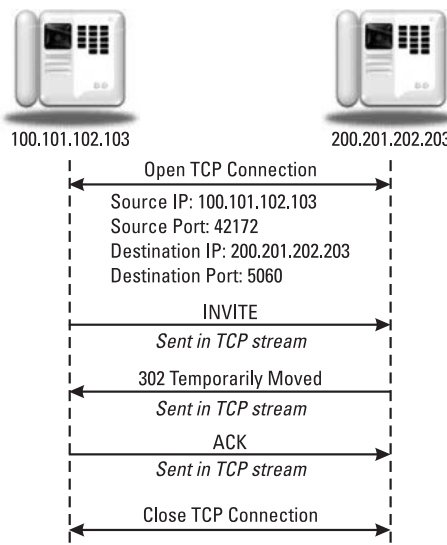 100.101.102.103
200.201.202.203
Open TCP Connection
Source IP: 100.101.102.103
Source Port: 42172
Destination IP: 200.201.202.203
Destination Port: 5060
INVITE
Sent in TCP stream
302 Temporarily Moved
Sent in TCP stream
ACK
Sent in TCP stream
Close TCP Connection